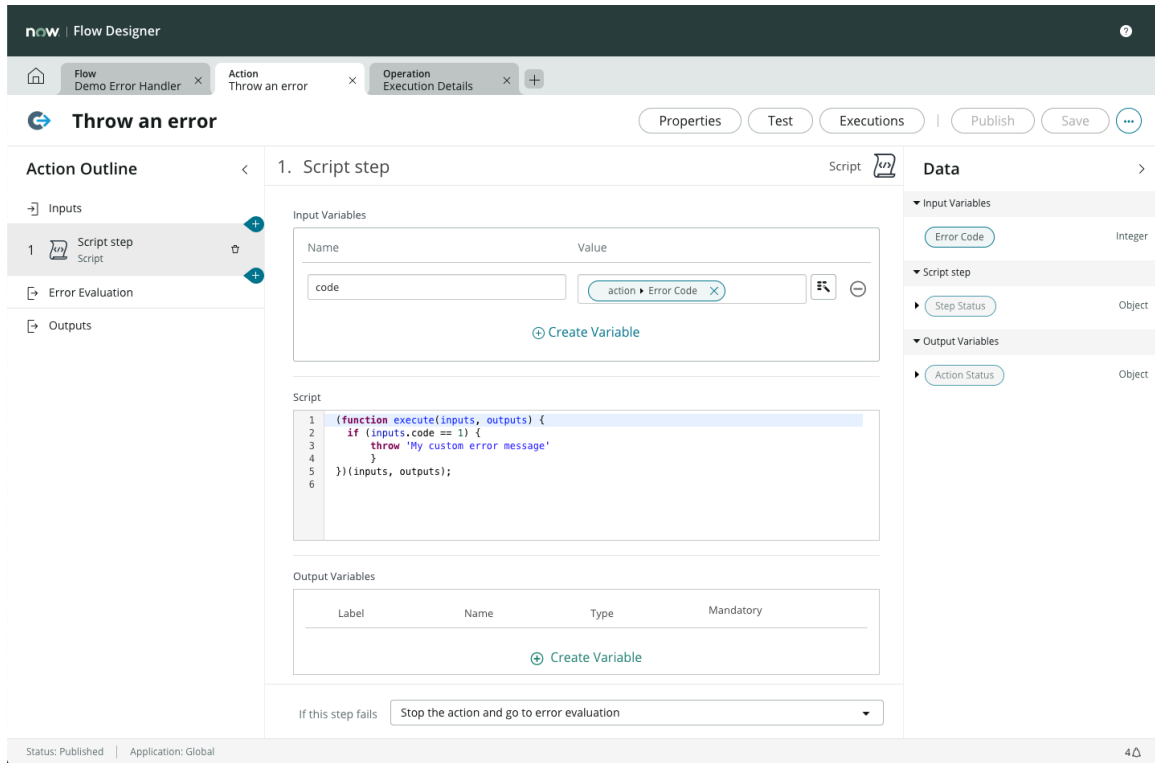 now. | Flow Designer
Flow
Demo Error Handler
Action
Throw an error
Operation
Execution Details
Throw an error
Properties
Test
Executions
Publish
Save
Action Outline
Inputs
1
Script step
Script
Error Evaluation
Outputs
1. Script step
Script
Input Variables
Name Value
code
action ▸ Error Code
Create Variable
Script
1 (function execute(inputs, outputs) {
2 if (inputs.code == 1) {
3 throw 'My custom error message'
4 }
5 })(inputs, outputs);
6
Output Variables
Label Name Type Mandatory
Create Variable
If this step fails
Stop the action and go to error evaluation
Data
Input Variables
Error Code Integer
Script step
Step Status Object
Output Variables
Action Status Object
Status: Published | Application: Global
4